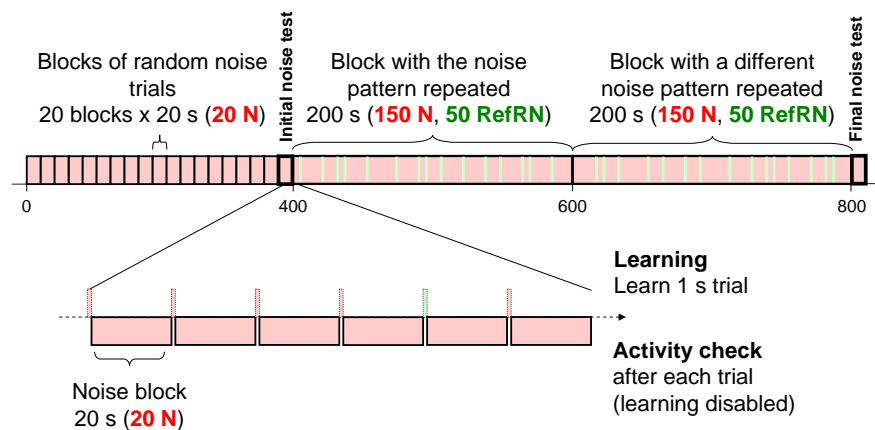 Blocks of random noise
trials
20 blocks x 20 s (20 N)
Initial noise test
Block with the noise
pattern repeated
200 s (150 N, 50 RefRN)
Block with a different
noise pattern repeated
200 s (150 N, 50 RefRN)
Final noise test
0
400
600
800
Learning
Learn 1 s trial
Activity check
after each trial
(learning disabled)
Noise block
20 s (20 N)